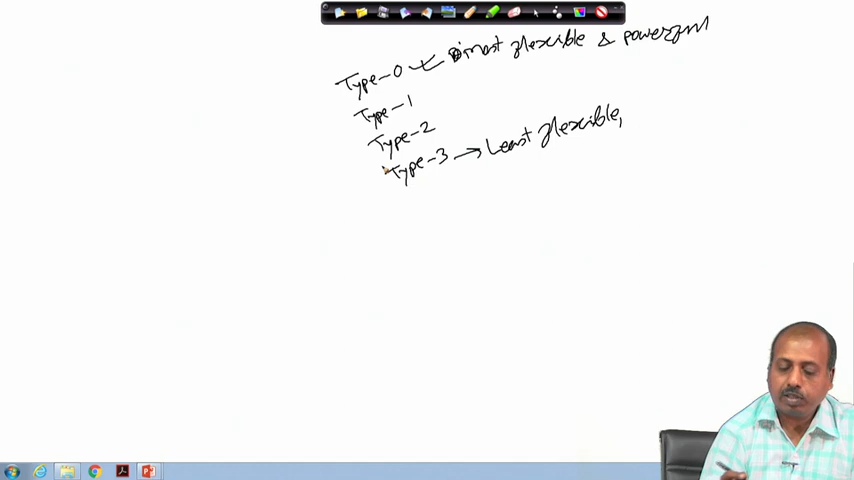 Type-0 ← most flexible & powerful
Type-1
Type-2
Type-3 → Least flexible,